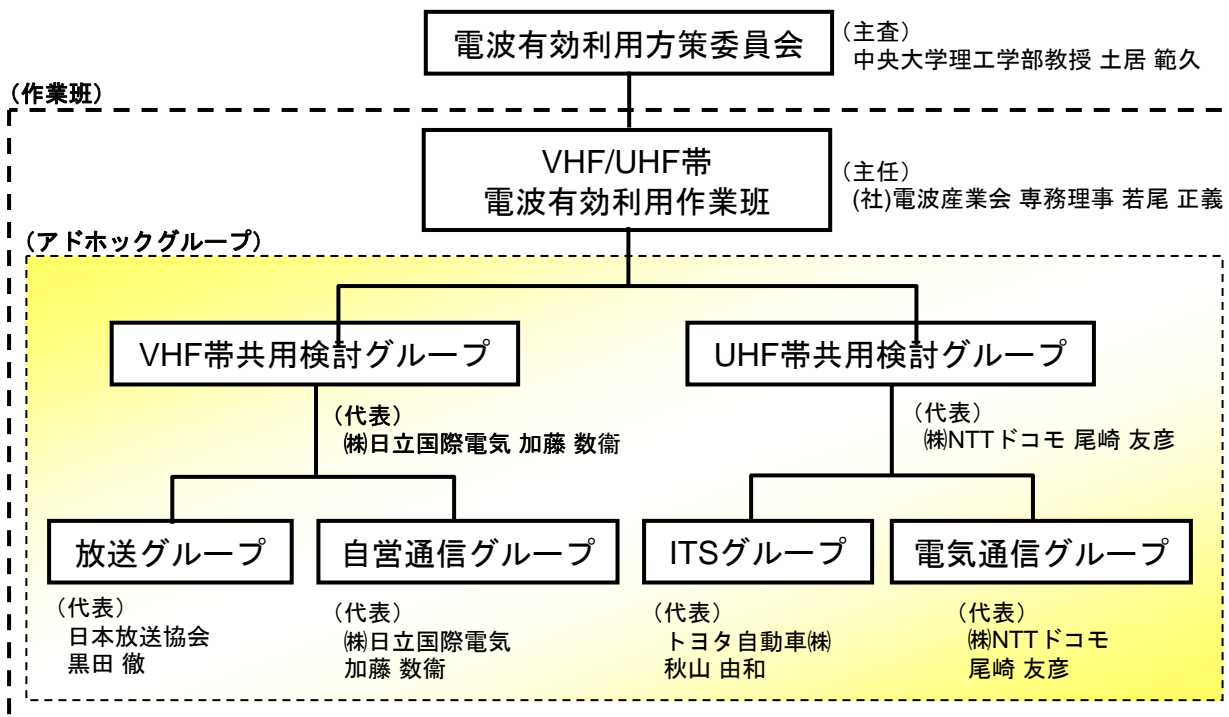 電波有効利用方策委員会
（主査）
中央大学理工学部教授 土居 範久
（作業班）
VHF/UHF帯
電波有効利用作業班
（主任）
(社)電波産業会 専務理事 若尾 正義
（アドホックグループ）
VHF帯共用検討グループ
（代表）
㈱日立国際電気 加藤 数衞
UHF帯共用検討グループ
（代表）
㈱NTTドコモ 尾崎 友彦
放送グループ
（代表）
日本放送協会
黒田 徹
自営通信グループ
（代表）
㈱日立国際電気
加藤 数衞
ITSグループ
（代表）
トヨタ自動車㈱
秋山 由和
電気通信グループ
（代表）
㈱NTTドコモ
尾崎 友彦